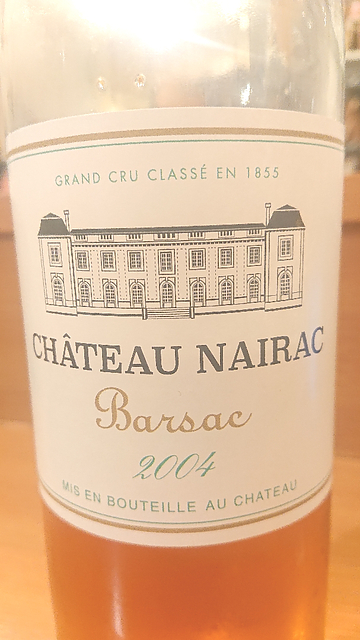 GRAND CRU CLASSÉ EN 1855
CHÂTEAU NAIRAC
Barsac
2004
MIS EN BOUTEILLE AU CHATEAU